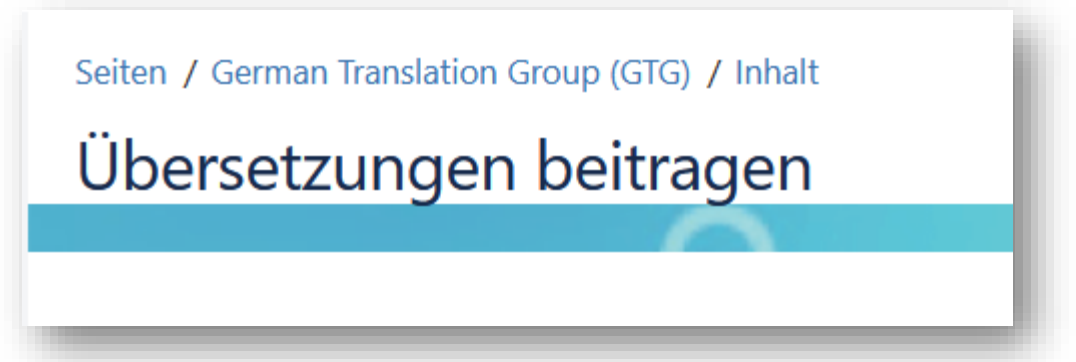 Seiten / German Translation Group (GTG) / Inhalt
Übersetzungen beitragen